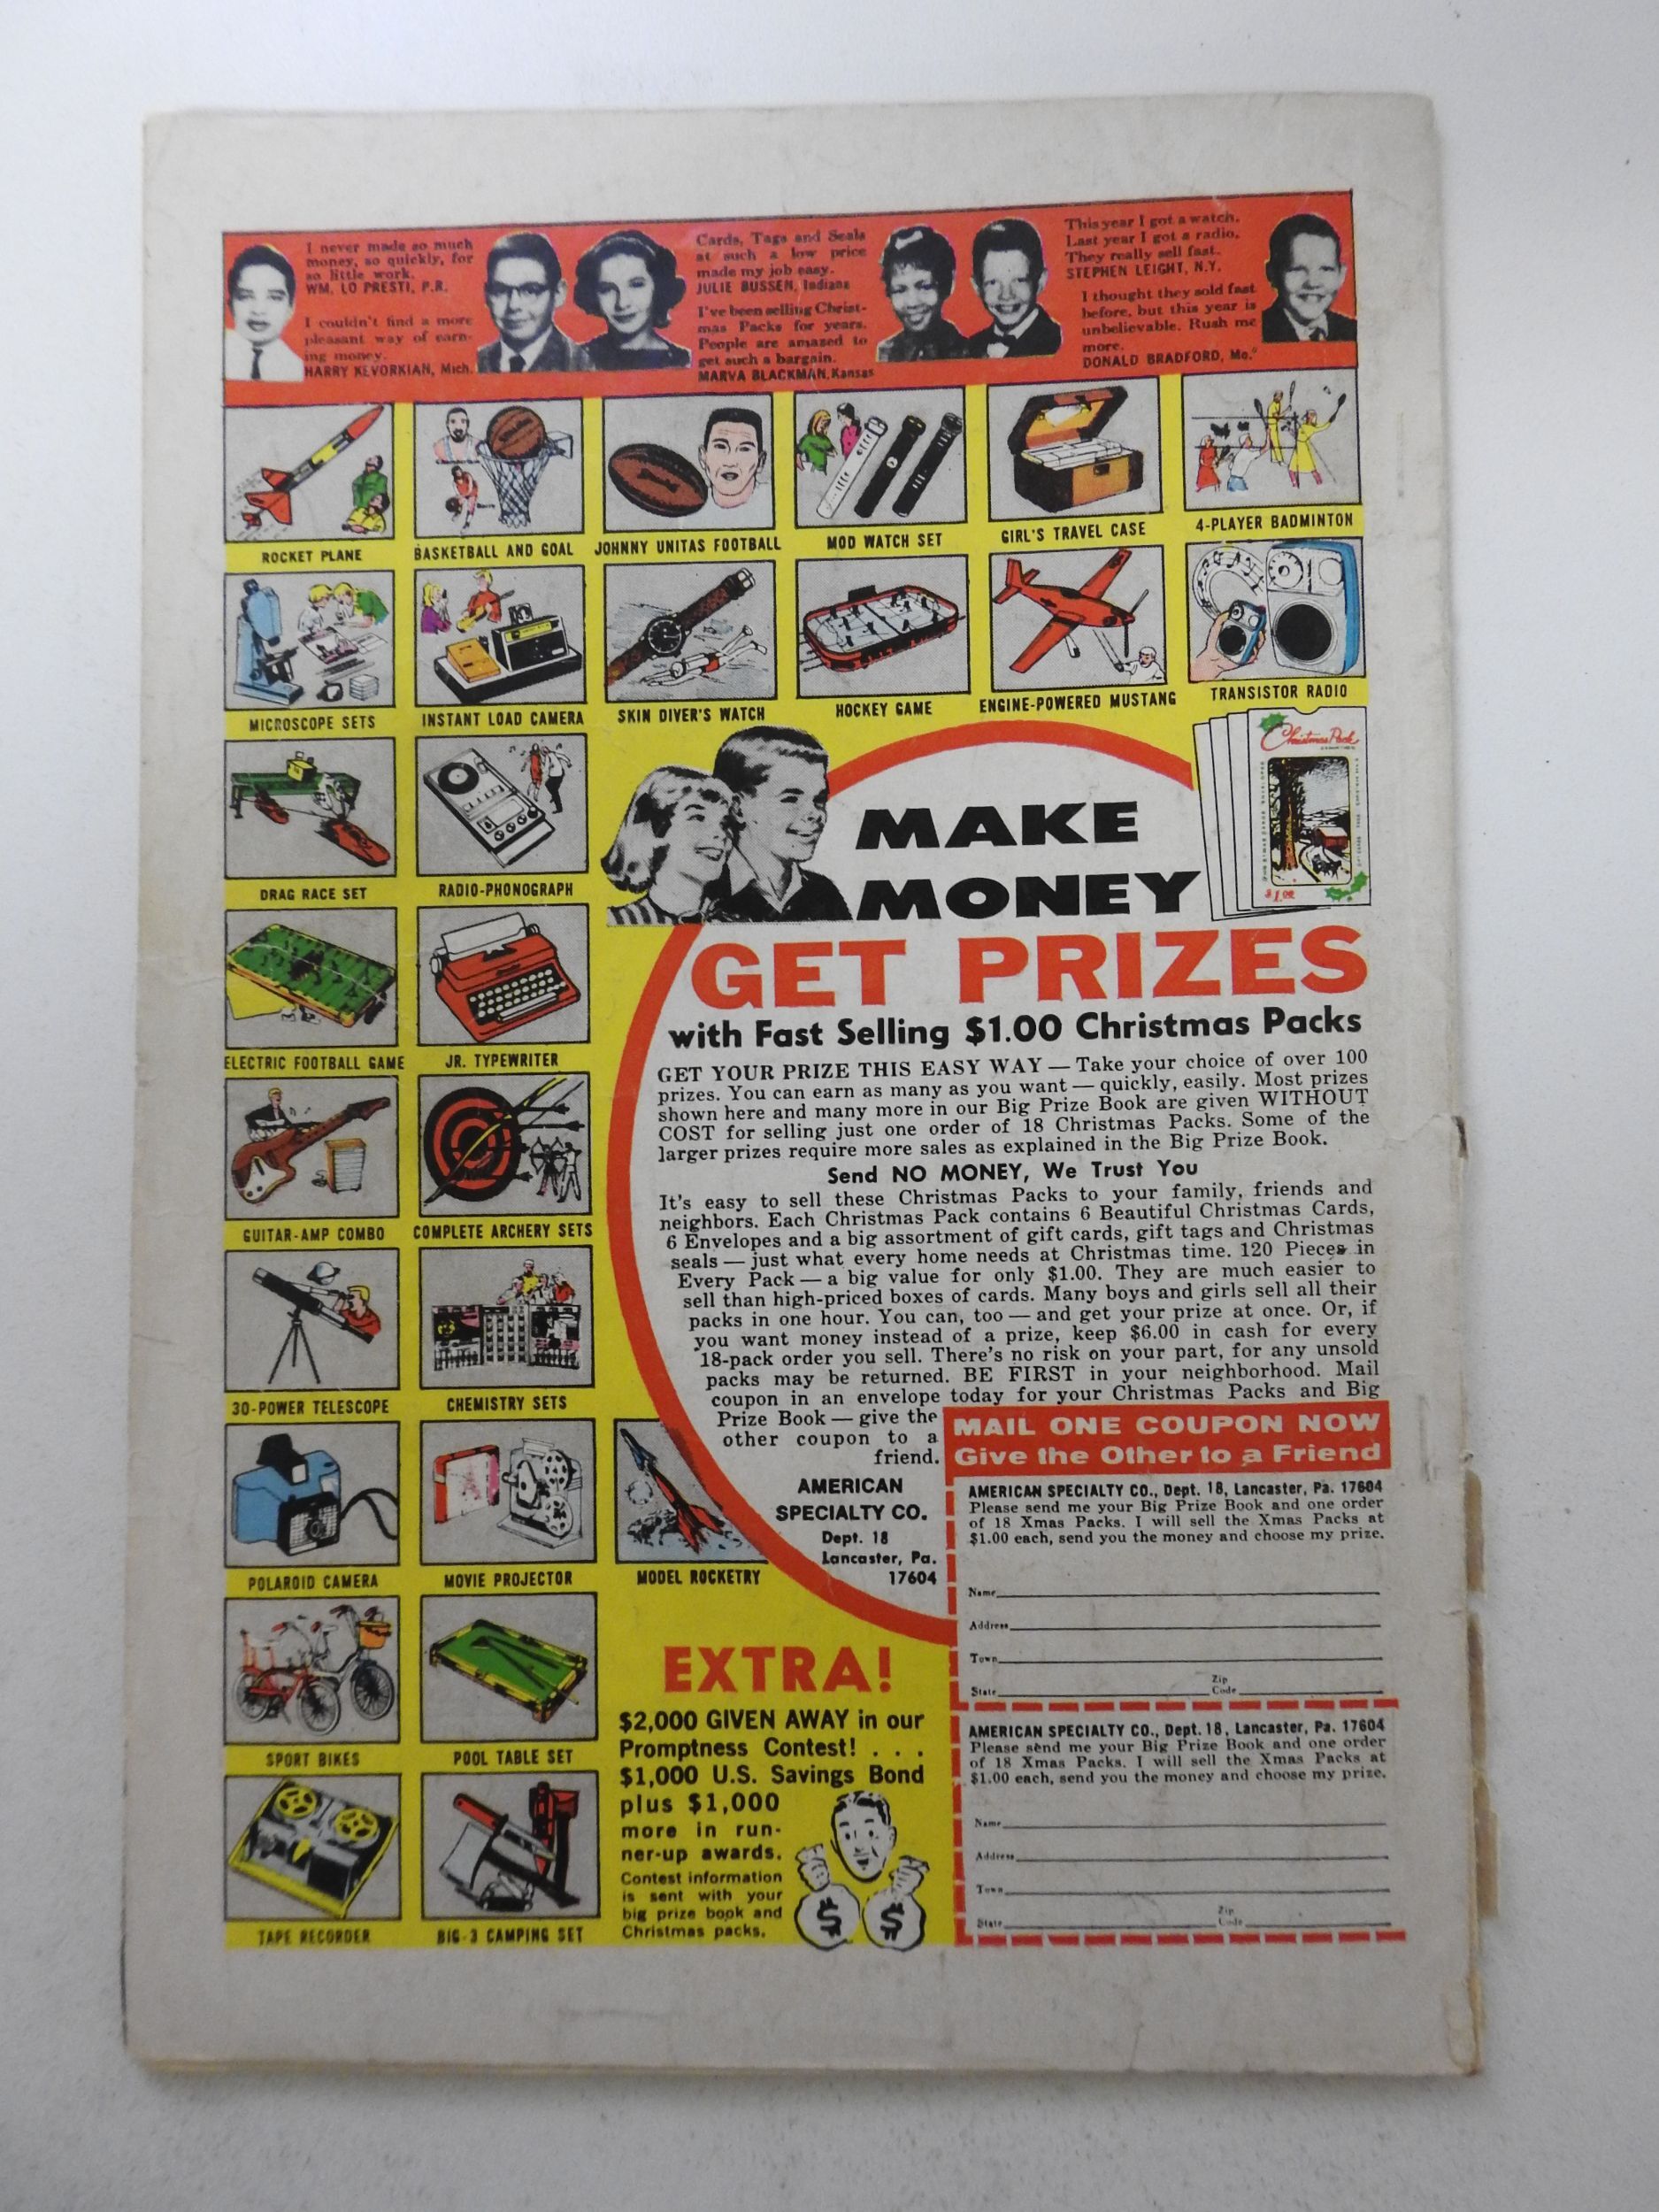 I never made so much
money, so quickly, for
so little work.
WM. LO PRESTI, P.R.
I couldn't find a more
pleasant way of earn-
ing money.
HARRY KEVORKIAN, Mich.
Cards, Tags and Seals
at such a low price
made my job easy.
JULIE BUSSEN, Indiana
I've been selling Christ-
mas Packs for years.
People are amazed to
get such a bargain.
MARVA BLACKMAN, Kansas
This year I got a watch.
Last year I got a radio.
They really sell fast.
STEPHEN LEIGHT, N.Y.
I thought they sold fast
before, but this year is
unbelievable. Rush me
more.
DONALD BRADFORD, Mo."
ROCKET PLANE
BASKETBALL AND GOAL
JOHNNY UNITAS FOOTBALL
MOD WATCH SET
GIRL'S TRAVEL CASE
4-PLAYER BADMINTON
MICROSCOPE SETS
INSTANT LOAD CAMERA
SKIN DIVER'S WATCH
HOCKEY GAME
ENGINE-POWERED MUSTANG
TRANSISTOR RADIO
DRAG RACE SET
RADIO-PHONOGRAPH
ELECTRIC FOOTBALL GAME
JR. TYPEWRITER
GUITAR-AMP COMBO
COMPLETE ARCHERY SETS
30-POWER TELESCOPE
CHEMISTRY SETS
POLAROID CAMERA
MOVIE PROJECTOR
MODEL ROCKETRY
SPORT BIKES
POOL TABLE SET
TAPE RECORDER
BIG-3 CAMPING SET
Christmas Pack
$1.00
MAKE
MONEY
GET PRIZES
with Fast Selling $1.00 Christmas Packs
GET YOUR PRIZE THIS EASY WAY — Take your choice of over 100
prizes. You can earn as many as you want — quickly, easily. Most prizes
shown here and many more in our Big Prize Book are given WITHOUT
COST for selling just one order of 18 Christmas Packs. Some of the
larger prizes require more sales as explained in the Big Prize Book.
Send NO MONEY, We Trust You
It's easy to sell these Christmas Packs to your family, friends and
neighbors. Each Christmas Pack contains 6 Beautiful Christmas Cards,
6 Envelopes and a big assortment of gift cards, gift tags and Christmas
seals — just what every home needs at Christmas time. 120 Pieces in
Every Pack — a big value for only $1.00. They are much easier to
sell than high-priced boxes of cards. Many boys and girls sell all their
packs in one hour. You can, too — and get your prize at once. Or, if
you want money instead of a prize, keep $6.00 in cash for every
18-pack order you sell. There's no risk on your part, for any unsold
packs may be returned. BE FIRST in your neighborhood. Mail
coupon in an envelope today for your Christmas Packs and Big
Prize Book — give the
other coupon to a
friend.
AMERICAN
SPECIALTY CO.
Dept. 18
Lancaster, Pa.
17604
EXTRA!
$2,000 GIVEN AWAY in our
Promptness Contest! . . .
$1,000 U.S. Savings Bond
plus $1,000
more in run-
ner-up awards.
Contest information
is sent with your
big prize book and
Christmas packs.
$ $
MAIL ONE COUPON NOW
Give the Other to a Friend
AMERICAN SPECIALTY CO., Dept. 18, Lancaster, Pa. 17604
Please send me your Big Prize Book and one order
of 18 Xmas Packs. I will sell the Xmas Packs at
$1.00 each, send you the money and choose my prize.
Name
Address
Town
State Zip Code
AMERICAN SPECIALTY CO., Dept. 18, Lancaster, Pa. 17604
Please send me your Big Prize Book and one order
of 18 Xmas Packs. I will sell the Xmas Packs at
$1.00 each, send you the money and choose my prize.
Name
Address
Town
State Zip Code